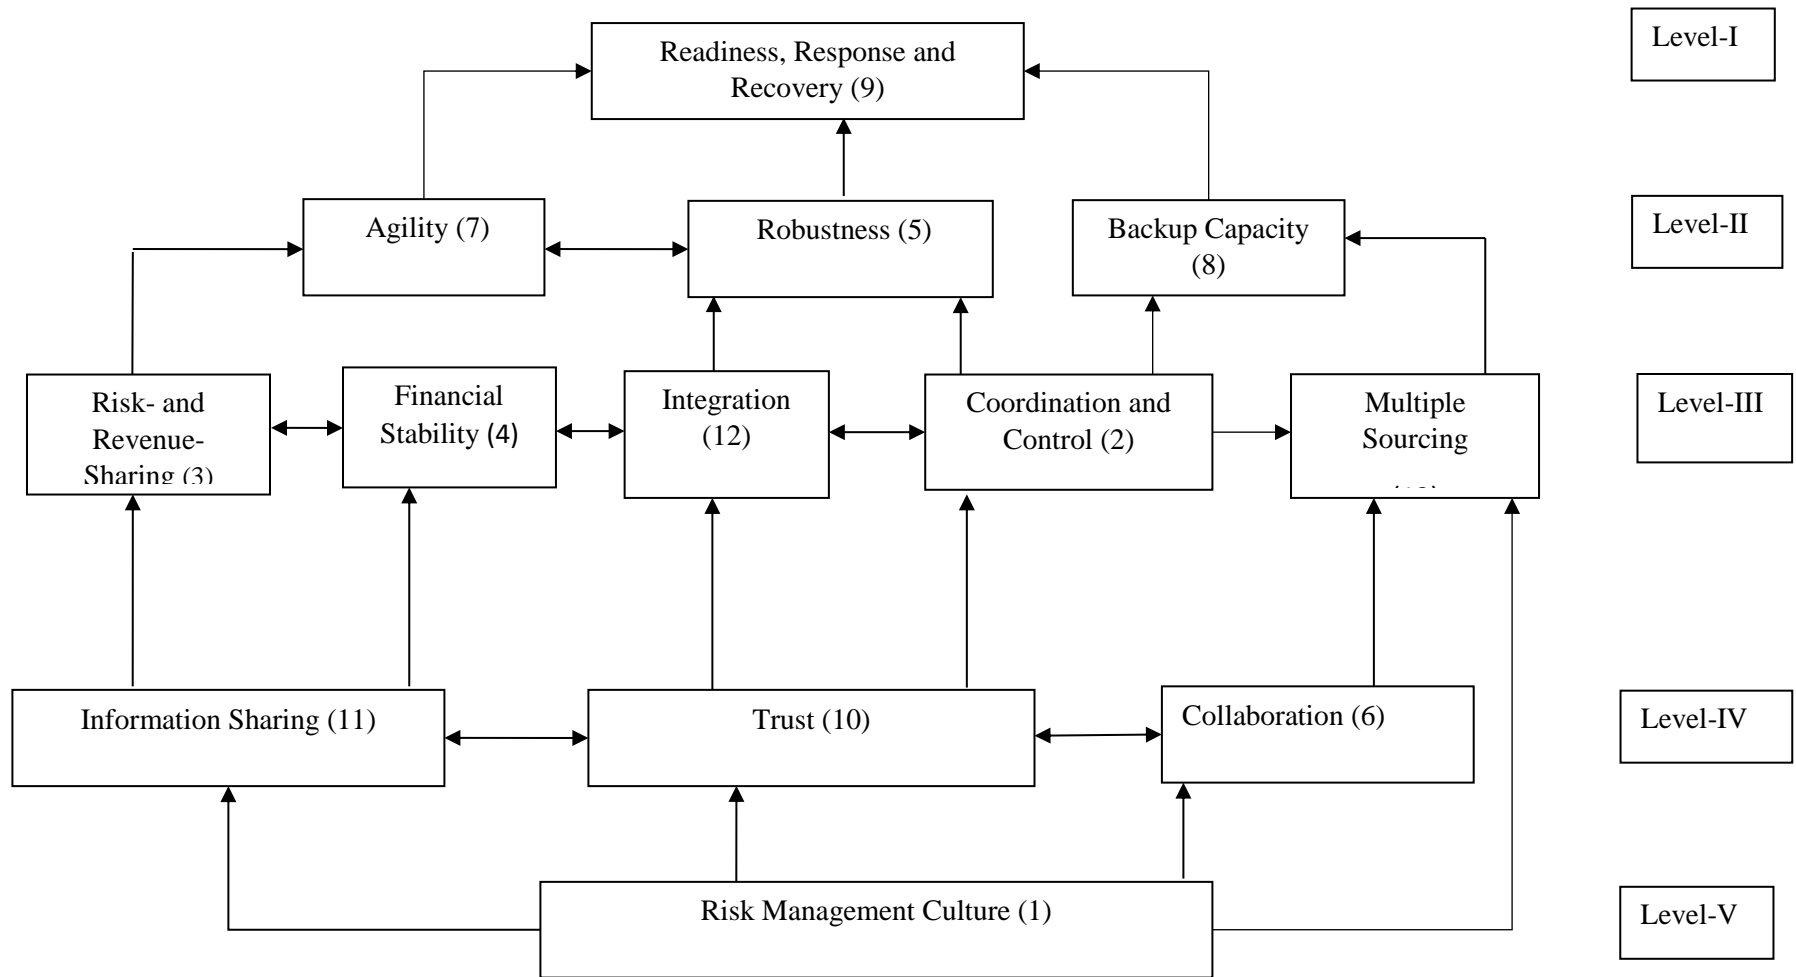 Readiness, Response and
Recovery (9)
Level-I
Agility (7)
Robustness (5)
Backup Capacity
(8)
Level-II
Risk- and
Revenue-
Sharing (3)
Financial
Stability (4)
Integration
(12)
Coordination and
Control (2)
Multiple
Sourcing
Level-III
Information Sharing (11)
Trust (10)
Collaboration (6)
Level-IV
Risk Management Culture (1)
Level-V